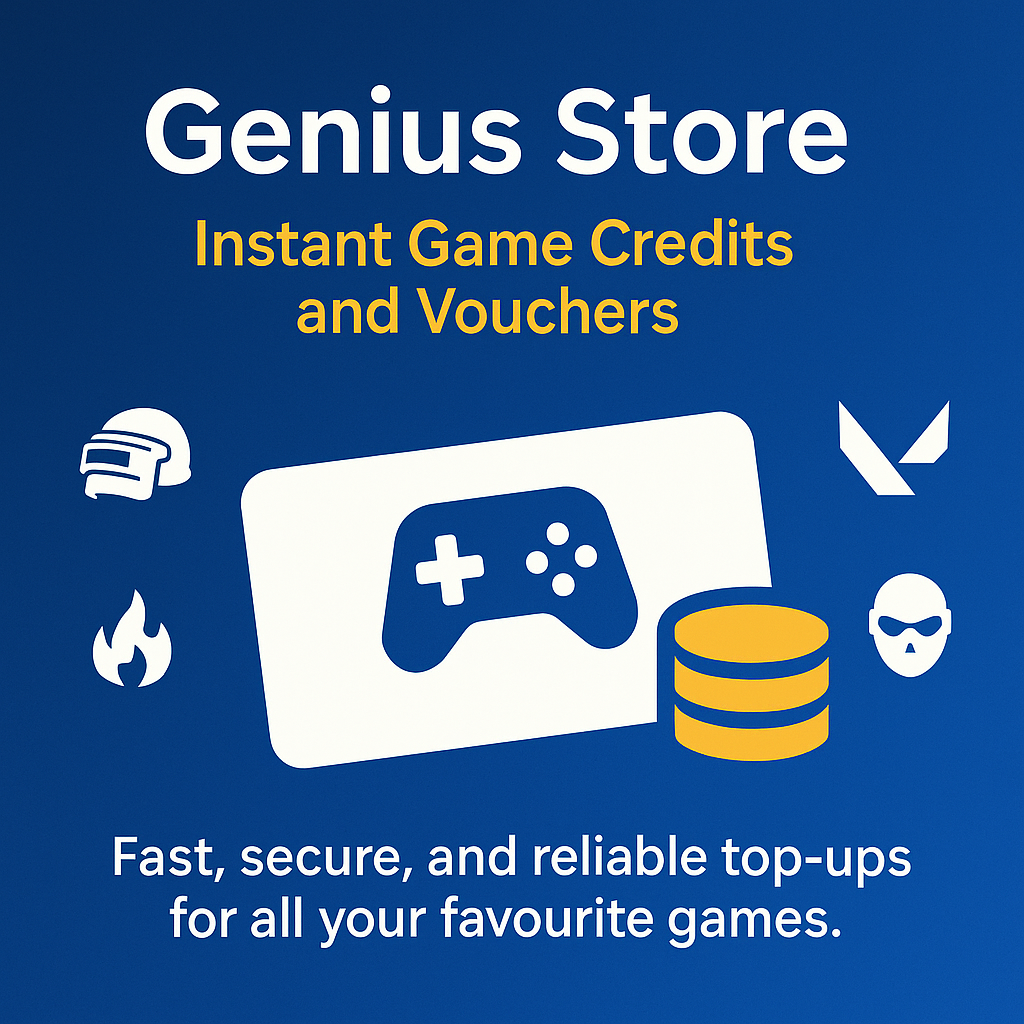 Genius Store
Instant Game Credits
and Vouchers
Fast, secure, and reliable top-ups
for all your favourite games.